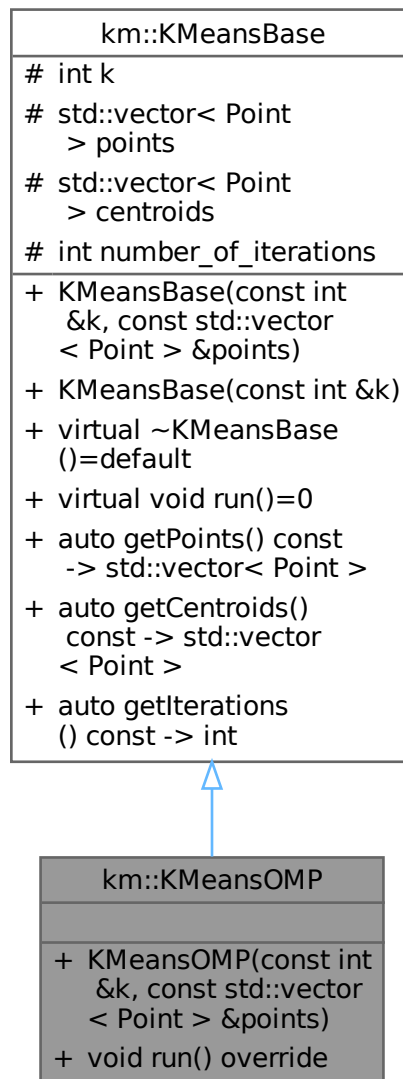 km::KMeansBase
# int k
# std::vector< Point
> points
# std::vector< Point
> centroids
# int number_of_iterations
+ KMeansBase(const int
&k, const std::vector
< Point > &points)
+ KMeansBase(const int &k)
+ virtual ~KMeansBase
()=default
+ virtual void run()=0
+ auto getPoints() const
-> std::vector< Point >
+ auto getCentroids()
const -> std::vector
< Point >
+ auto getIterations
() const -> int
km::KMeansOMP
+ KMeansOMP(const int
&k, const std::vector
< Point > &points)
+ void run() override